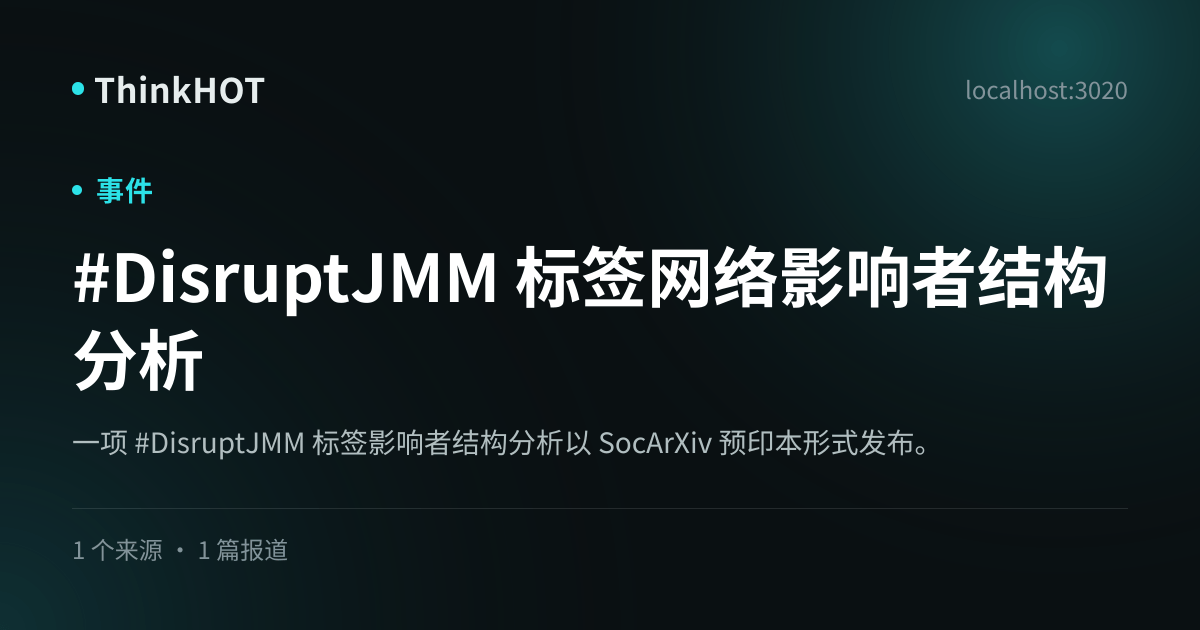 ThinkHOT
localhost:3020
事件
#DisruptJMM 标签网络影响者结构
分析
一项 #DisruptJMM 标签影响者结构分析以 SocArXiv 预印本形式发布。
1 个来源 · 1 篇报道